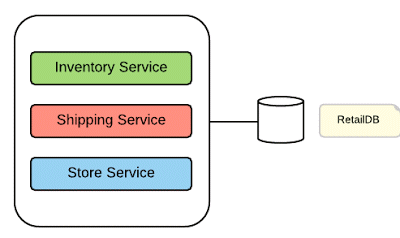 Inventory Service
Shipping Service
Store Service
RetailDB